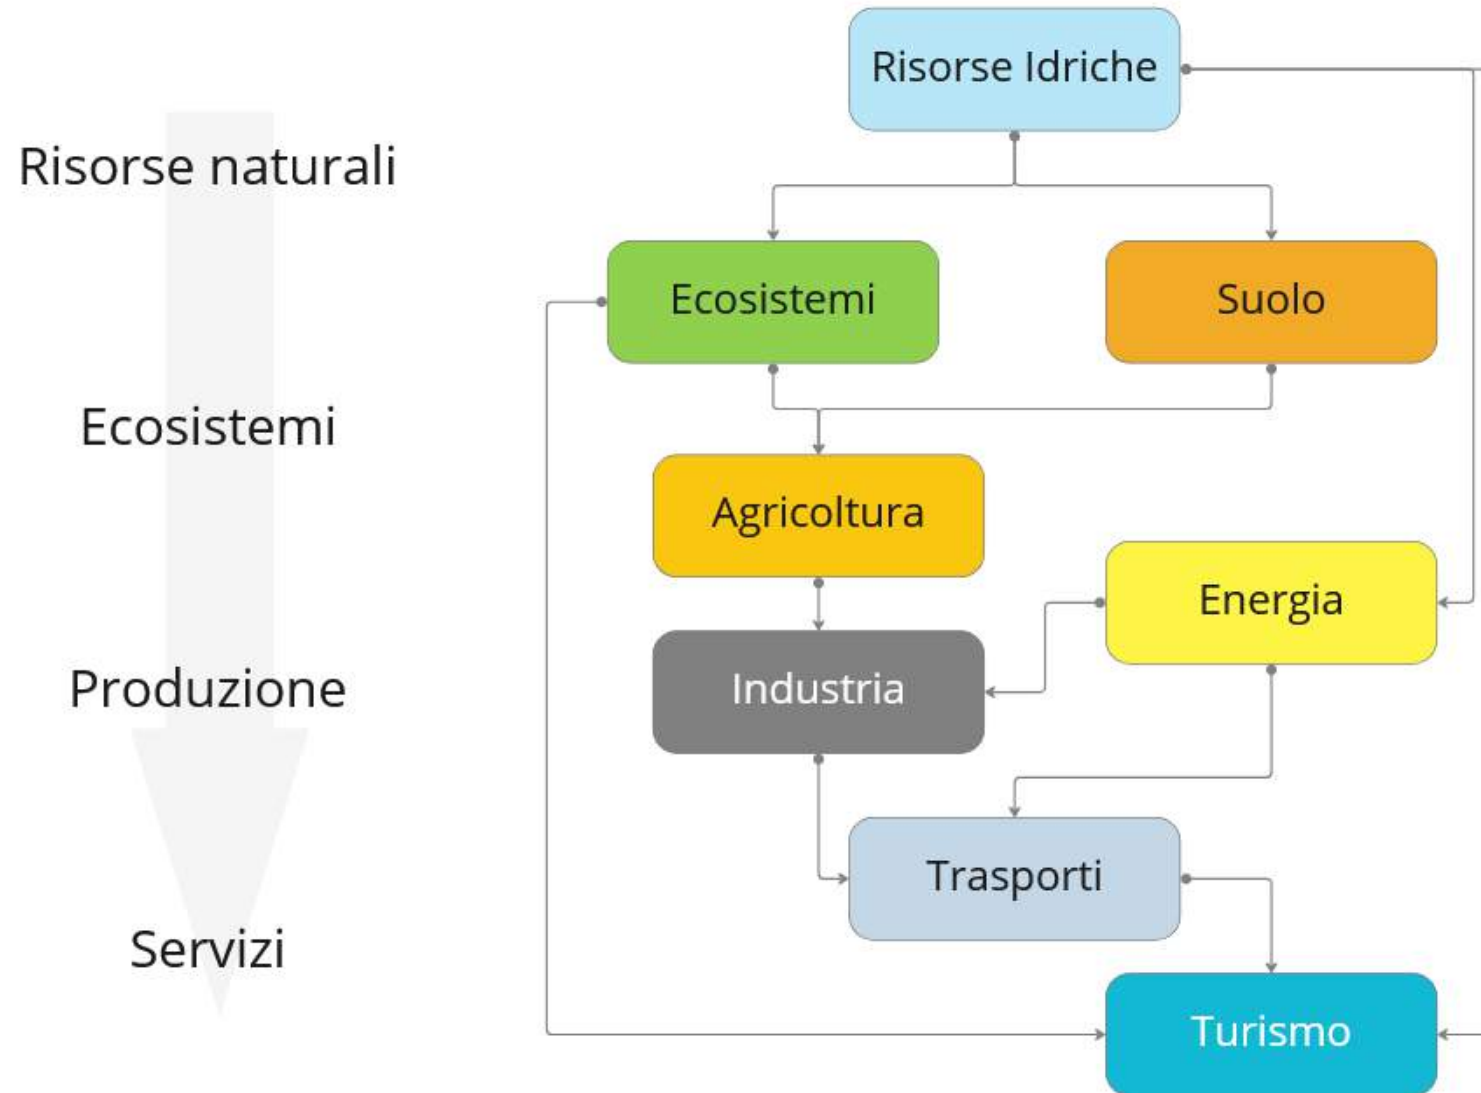 Risorse Idriche
Risorse naturali
Ecosistemi
Suolo
Ecosistemi
Agricoltura
Energia
Produzione
Industria
Trasporti
Servizi
Turismo